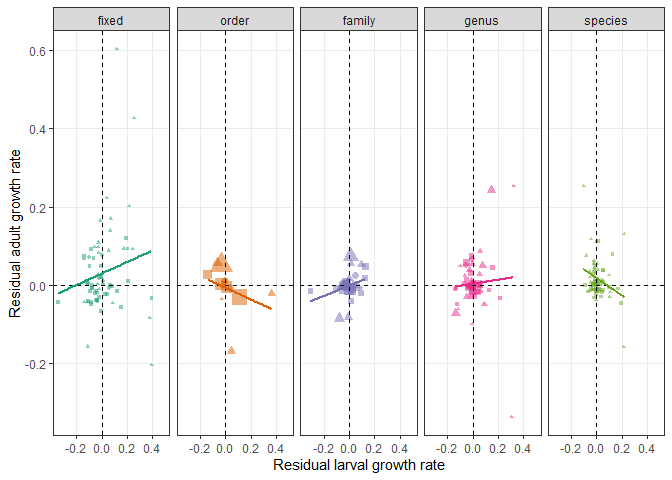 fixed order family genus species
0.6
0.4
0.2
0.0
-0.2
Residual adult growth rate
-0.2 0.0 0.2 0.4 -0.2 0.0 0.2 0.4 -0.2 0.0 0.2 0.4 -0.2 0.0 0.2 0.4 -0.2 0.0 0.2 0.4
Residual larval growth rate